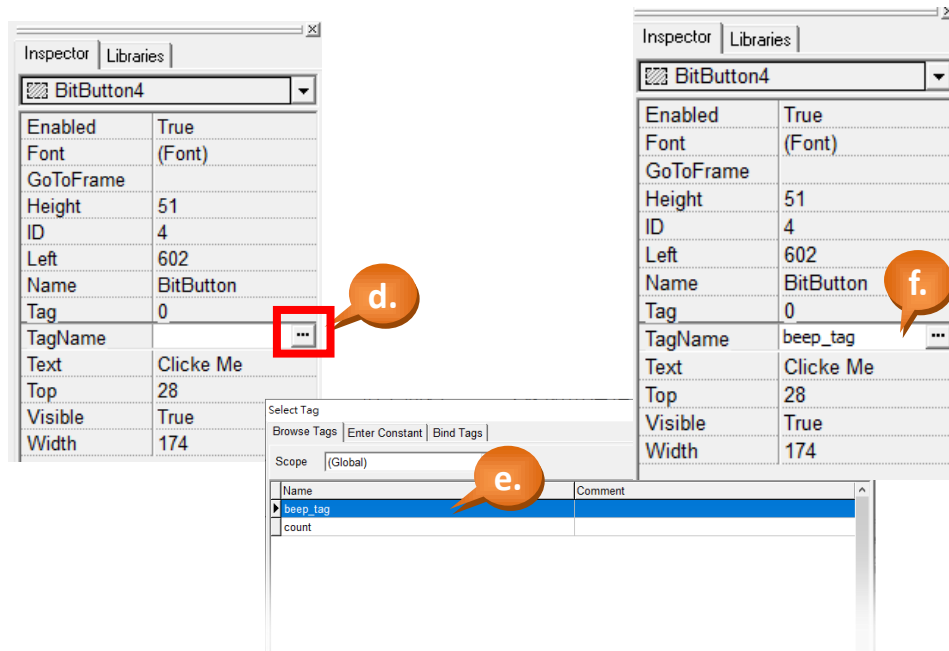 Inspector Libraries
BitButton4
Enabled True
Font (Font)
GoToFrame
Height 51
ID 4
Left 602
Name BitButton
Tag 0
TagName ...
Text Clicke Me
Top 28
Visible True
Width 174
d.
Select Tag
Browse Tags Enter Constant Bind Tags
Scope (Global)
e.
Name Comment
beep_tag
count
Inspector Libraries
BitButton4
Enabled True
Font (Font)
GoToFrame
Height 51
ID 4
Left 602
Name BitButton
Tag 0
TagName beep_tag ...
Text Clicke Me
Top 28
Visible True
Width 174
f.